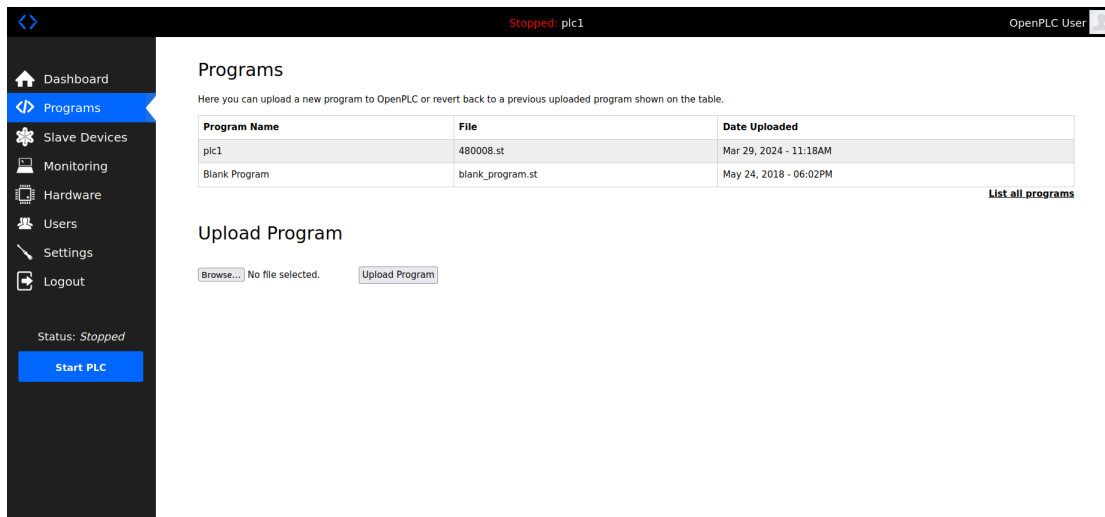 Stopped: plc1
OpenPLC User
Dashboard
Programs
Slave Devices
Monitoring
Hardware
Users
Settings
Logout
Status: Stopped
Start PLC
Programs
Here you can upload a new program to OpenPLC or revert back to a previous uploaded program shown on the table.
Program Name File Date Uploaded
plc1 480008.st Mar 29, 2024 - 11:18AM
Blank Program blank_program.st May 24, 2018 - 06:02PM
List all programs
Upload Program
Browse... No file selected. Upload Program